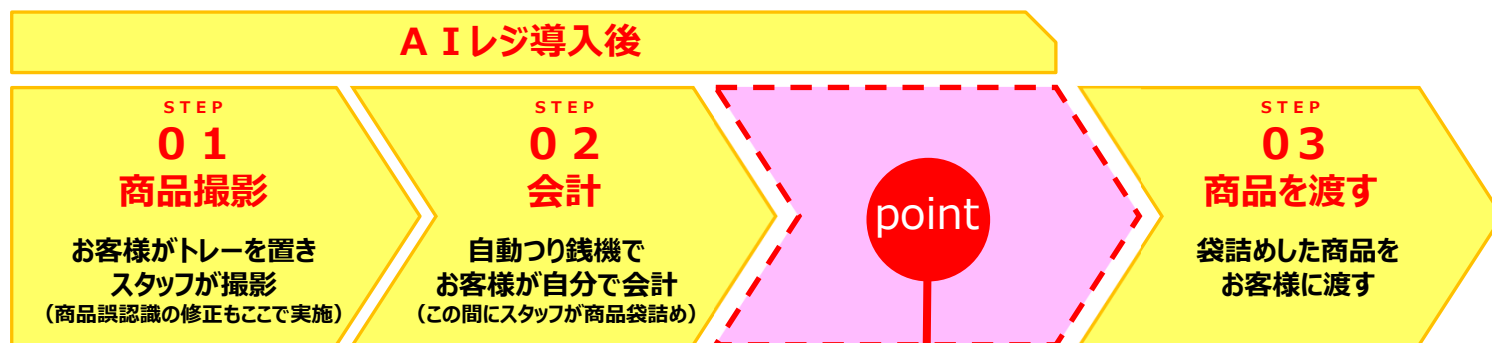 ＡＩレジ導入後
STEP
０１
商品撮影
お客様がトレーを置き
スタッフが撮影
（商品誤認識の修正もここで実施）
STEP
０２
会計
自動つり銭機で
お客様が自分で会計
（この間にスタッフが商品袋詰め）
point
STEP
０３
商品を渡す
袋詰めした商品を
お客様に渡す